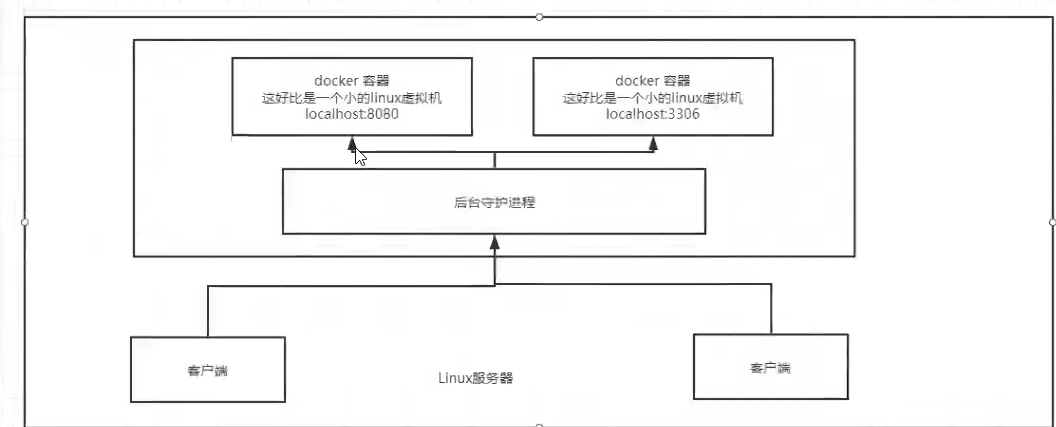 docker 容器
这好比是一个小的linux虚拟机
localhost:8080
docker 容器
这好比是一个小的linux虚拟机
localhost:3306
后台守护进程
客户端
Linux服务器
客户端